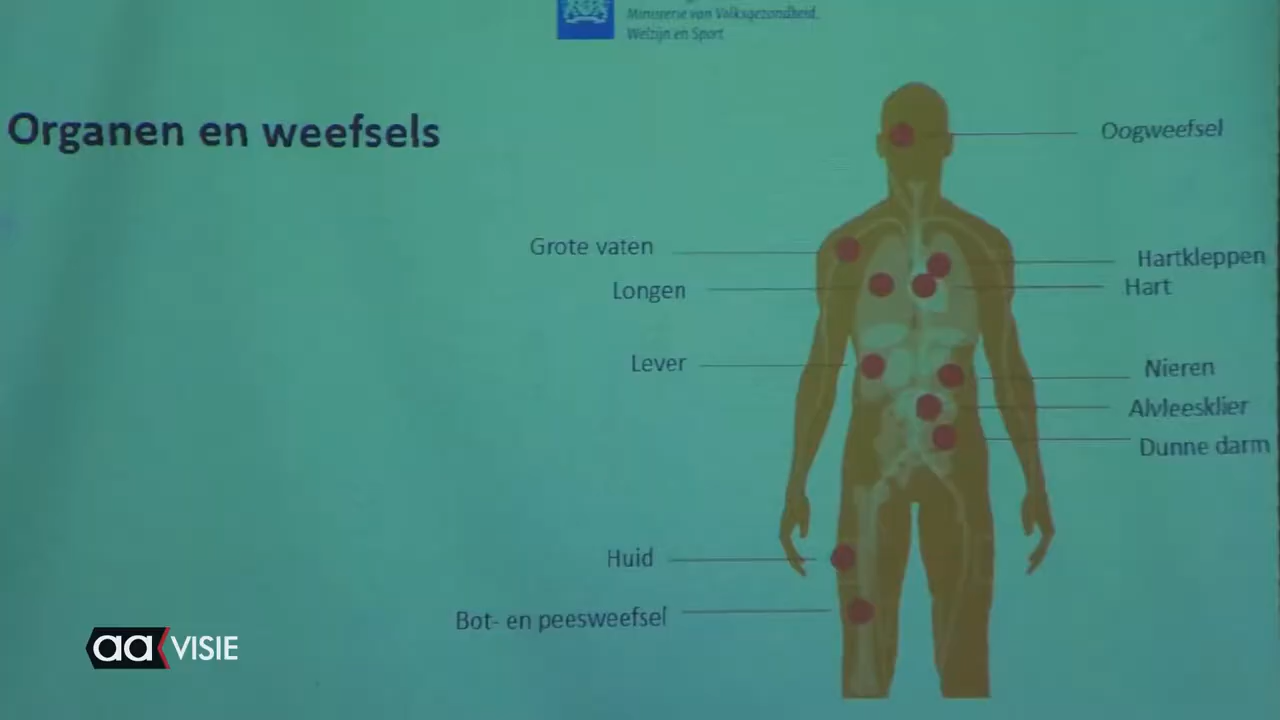 Ministerie van Volksgezondheid,
Welzijn en Sport
Organen en weefsels
Oogweefsel
Grote vaten
Hartkleppen
Longen
Hart
Lever
Nieren
Alvleesklier
Dunne darm
Huid
Bot- en peesweefsel
aa VISIE